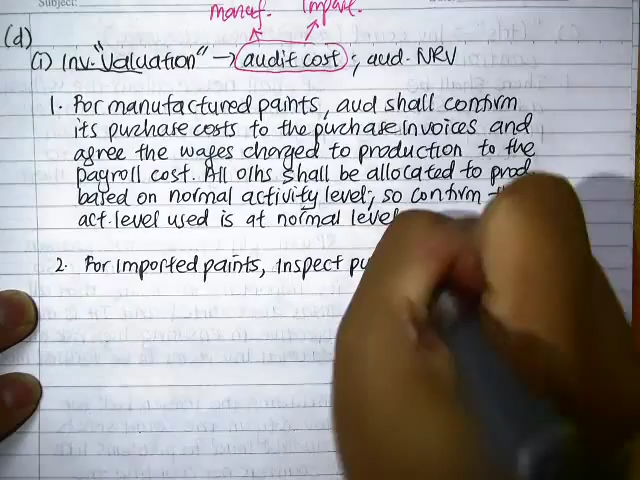 Subject:
manuf. Import.
(d)
(i) Inv. "Valuation" → audit cost ; aud. NRV
1. For manufactured paints, aud shall confirm
its purchase costs to the purchase invoices and
agree the wages charged to production to the
payroll cost. All o/hs shall be allocated to prod.
based on normal activity level; so confirm
act. level used is at normal level
2. For imported paints, inspect